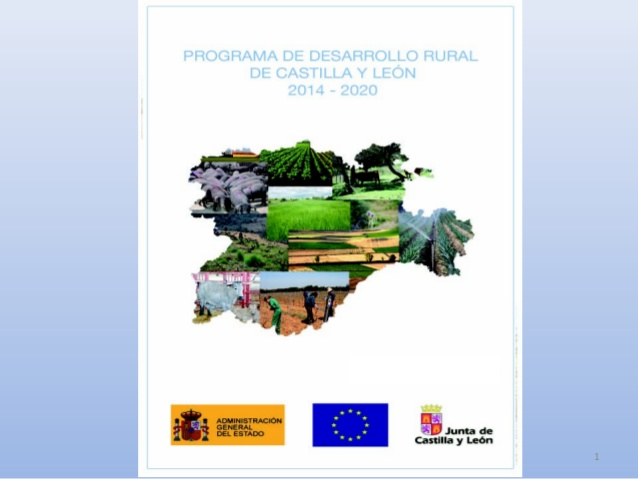 PROGRAMA DE DESARROLLO RURAL
DE CASTILLA Y LEÓN
2014 - 2020
ADMINISTRACIÓN
GENERAL
DEL ESTADO
Junta de
Castilla y León
1